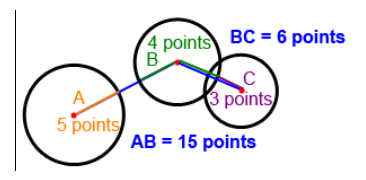 4 points
B
BC = 6 points
A
C
3 points
5 points
AB = 15 points